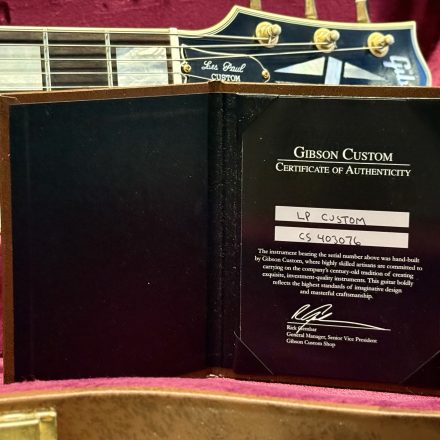 Les Paul
CUSTOM
Gibson
GIBSON CUSTOM
CERTIFICATE OF AUTHENTICITY
LP CUSTOM
CS 403076
The instrument bearing the serial number above was hand-built
by Gibson Custom, where highly skilled artisans are committed to
carrying on the company's century-old tradition of creating
exquisite, investment-quality instruments. This guitar boldly
reflects the highest standards of imaginative design
and masterful craftsmanship.
Rick Gembar
General Manager, Senior Vice President
Gibson Custom Shop